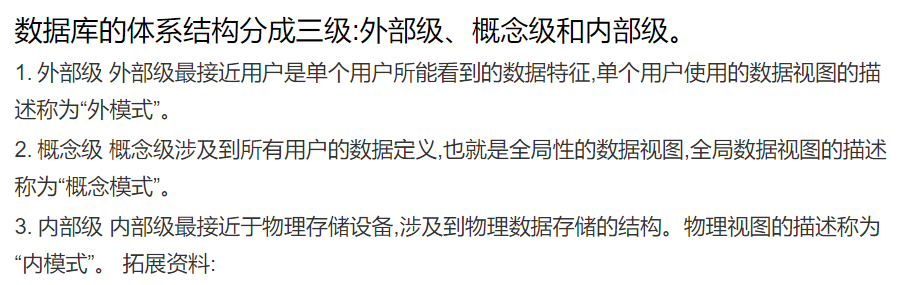 数据库的体系结构分成三级:外部级、概念级和内部级。
1. 外部级 外部级最接近用户是单个用户所能看到的数据特征,单个用户使用的数据视图的描
述称为“外模式”。
2. 概念级 概念级涉及到所有用户的数据定义,也就是全局性的数据视图,全局数据视图的描述
称为“概念模式”。
3. 内部级 内部级最接近于物理存储设备,涉及到物理数据存储的结构。物理视图的描述称为
“内模式”。 拓展资料: